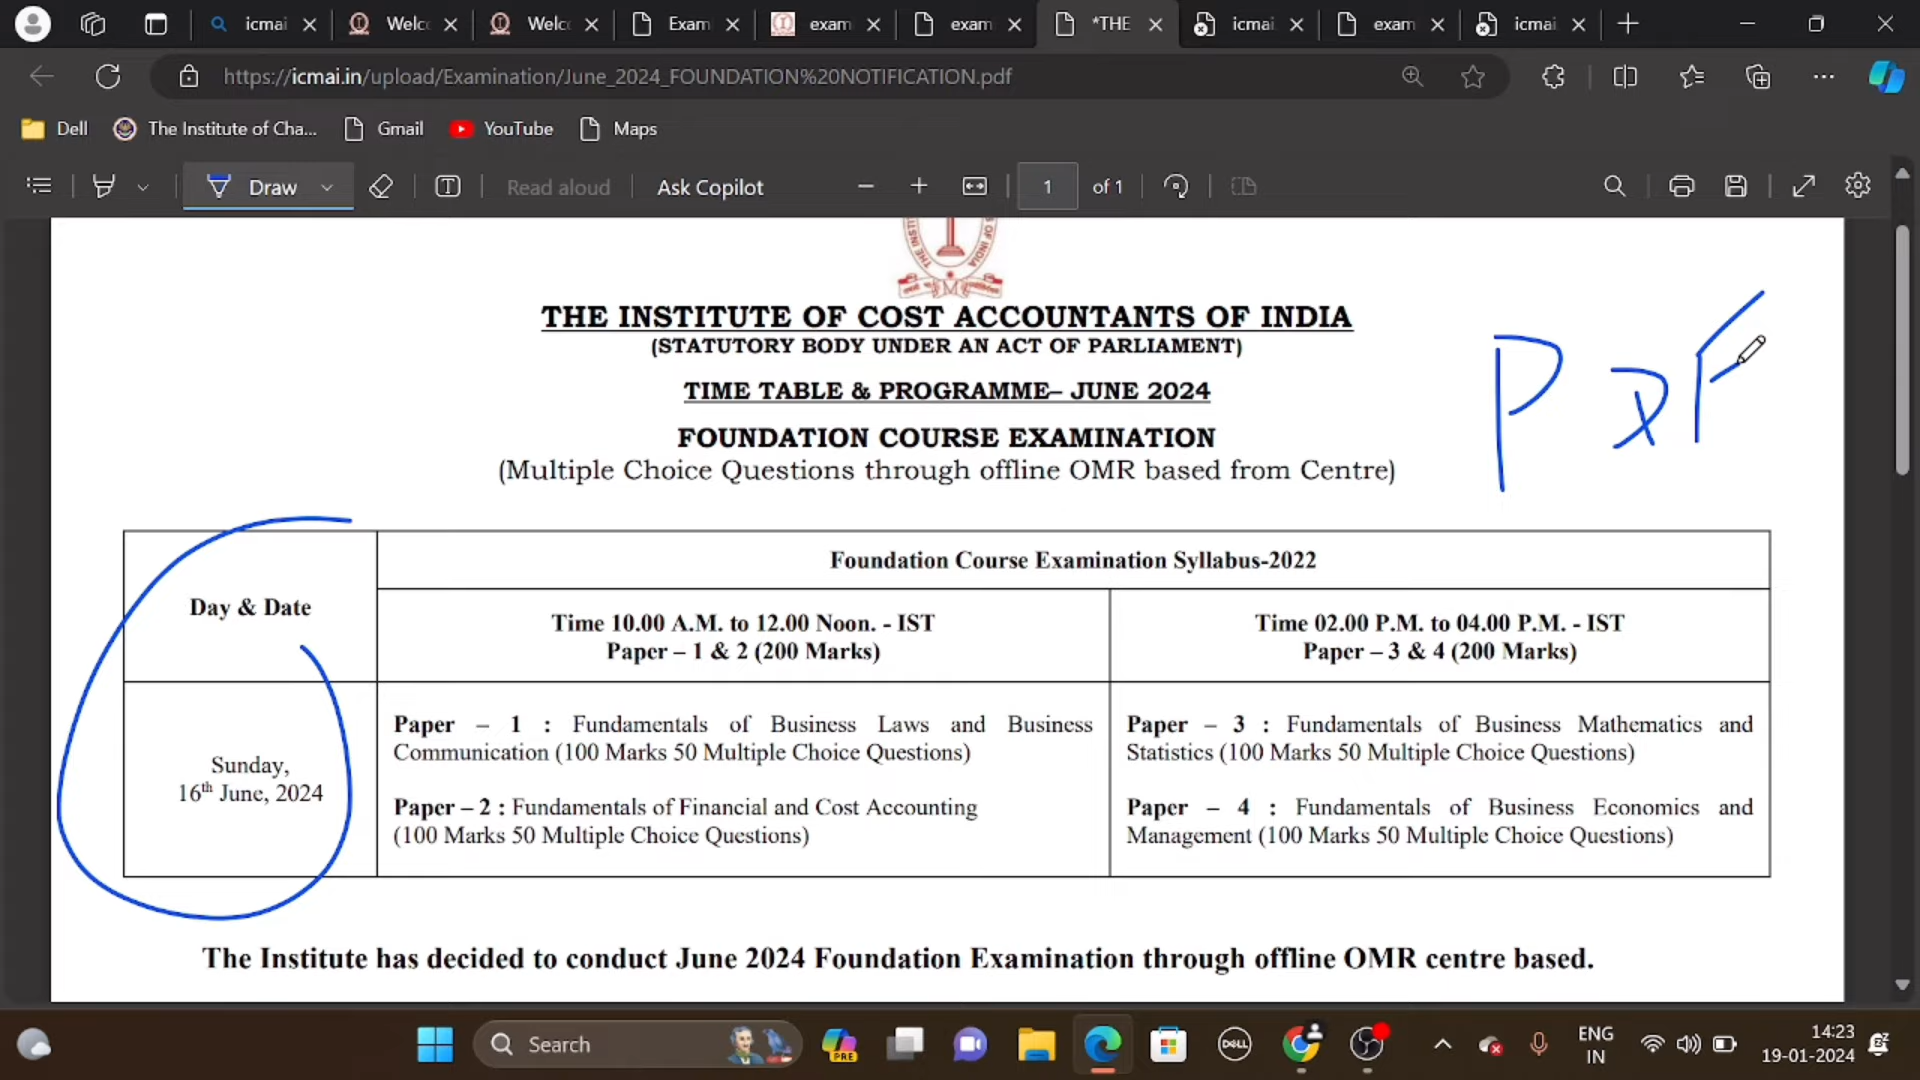 icmai
Welc
Welc
Exam
exam
exam
*THE
icmai
exam
icmai
https://icmai.in/upload/Examination/June_2024_FOUNDATION%20NOTIFICATION.pdf
Dell
The Institute of Cha...
Gmail
YouTube
Maps
Draw
Read aloud
Ask Copilot
1
of 1
THE INSTITUTE OF COST ACCOUNTANTS OF INDIA
(STATUTORY BODY UNDER AN ACT OF PARLIAMENT)
TIME TABLE & PROGRAMME– JUNE 2024
FOUNDATION COURSE EXAMINATION
(Multiple Choice Questions through offline OMR based from Centre)
PDF
Day & Date
Foundation Course Examination Syllabus-2022
Time 10.00 A.M. to 12.00 Noon. - IST
Paper – 1 & 2 (200 Marks)
Time 02.00 P.M. to 04.00 P.M. - IST
Paper – 3 & 4 (200 Marks)
Sunday,
16th June, 2024
Paper – 1 : Fundamentals of Business Laws and Business
Communication (100 Marks 50 Multiple Choice Questions)
Paper – 2 : Fundamentals of Financial and Cost Accounting
(100 Marks 50 Multiple Choice Questions)
Paper – 3 : Fundamentals of Business Mathematics and
Statistics (100 Marks 50 Multiple Choice Questions)
Paper – 4 : Fundamentals of Business Economics and
Management (100 Marks 50 Multiple Choice Questions)
The Institute has decided to conduct June 2024 Foundation Examination through offline OMR centre based.
Search
PRE
DELL
ENG
IN
14:23
19-01-2024